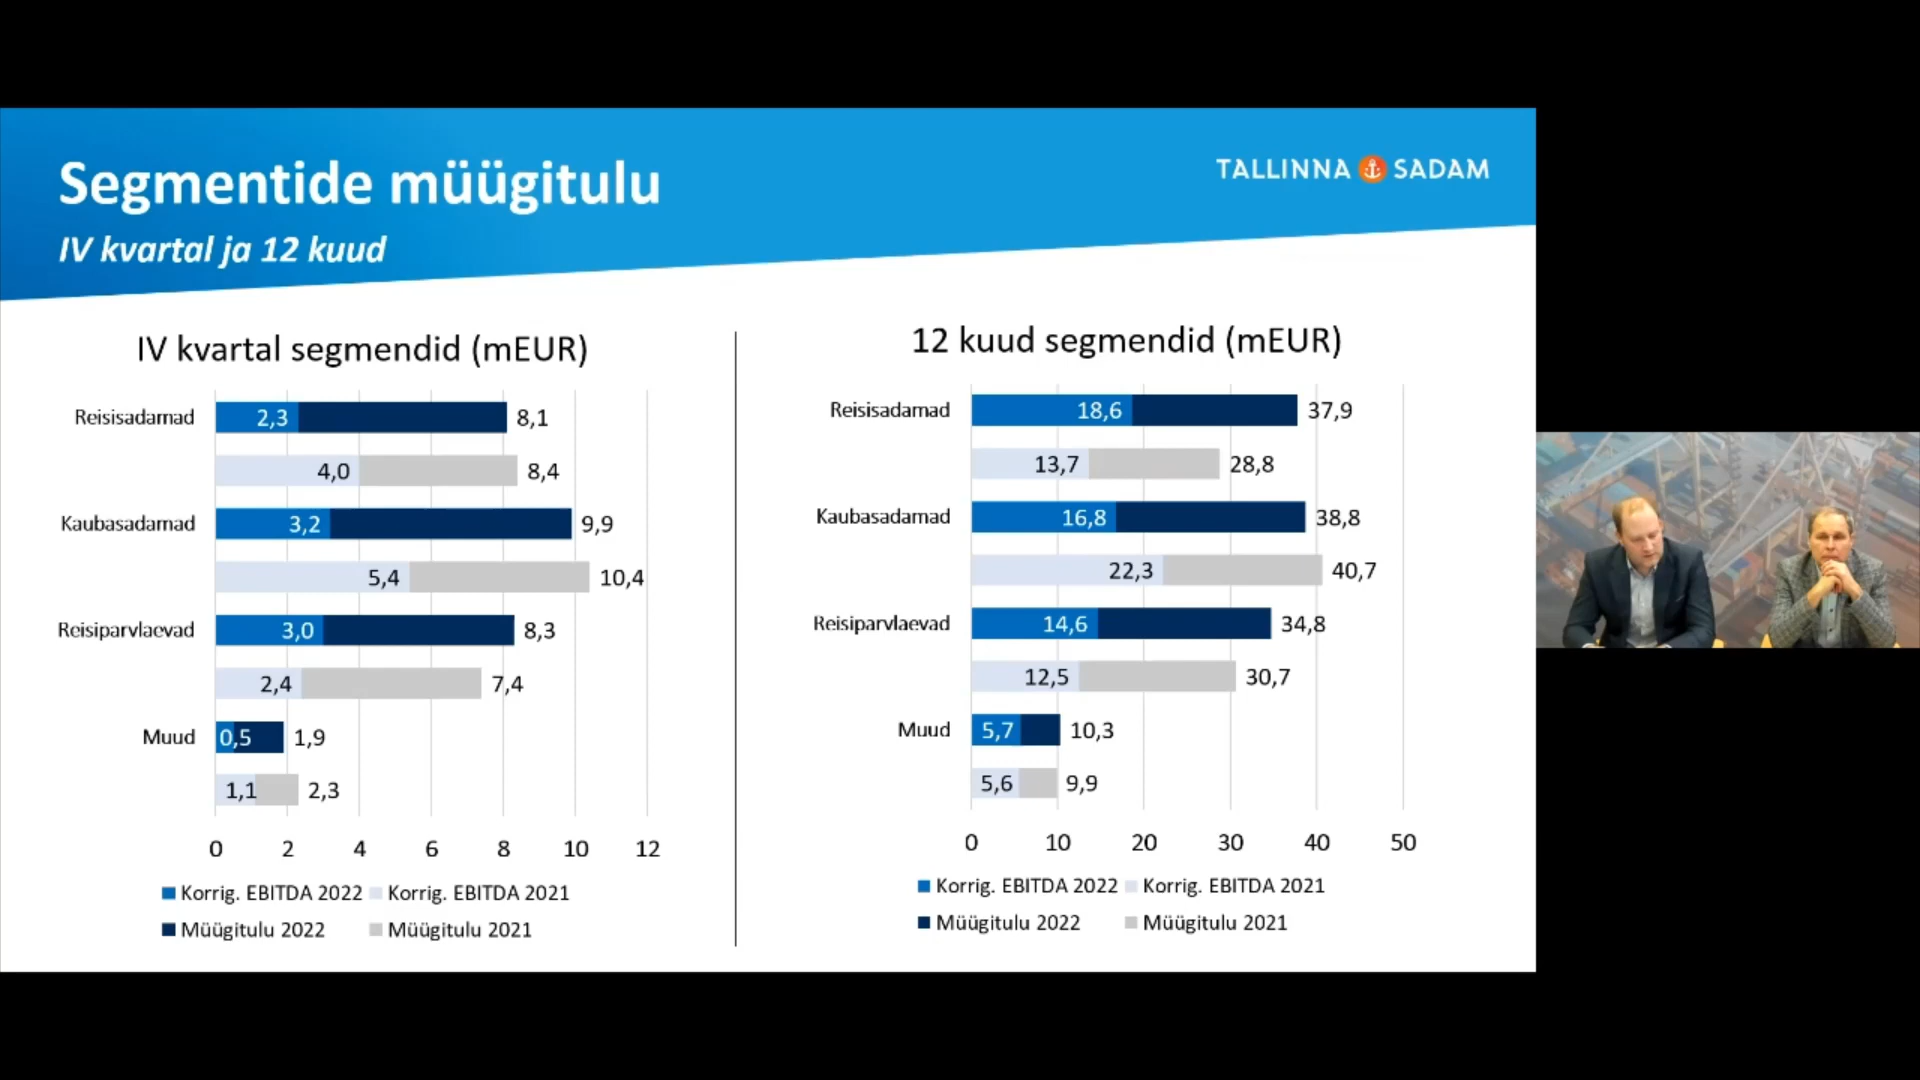 Segmentide müügitulu
IV kvartal ja 12 kuud
TALLINNA SADAM
IV kvartal segmendid (mEUR)
Reisisadamad 2,3 8,1
4,0 8,4
Kaubasadamad 3,2 9,9
5,4 10,4
Reisiparvlaevad 3,0 8,3
2,4 7,4
Muud 0,5 1,9
1,1 2,3
0 2 4 6 8 10 12
Korrig. EBITDA 2022 Korrig. EBITDA 2021
Müügitulu 2022 Müügitulu 2021
12 kuud segmendid (mEUR)
Reisisadamad 18,6 37,9
13,7 28,8
Kaubasadamad 16,8 38,8
22,3 40,7
Reisiparvlaevad 14,6 34,8
12,5 30,7
Muud 5,7 10,3
5,6 9,9
0 10 20 30 40 50
Korrig. EBITDA 2022 Korrig. EBITDA 2021
Müügitulu 2022 Müügitulu 2021